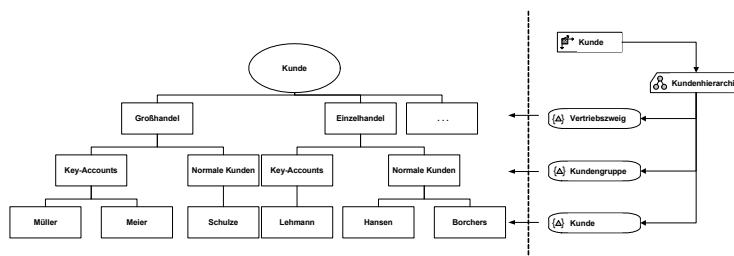 Kunde
Kunde
Kundenhierarchi
Großhandel
Einzelhandel
. . .
{Δ} Vertriebszweig
Key-Accounts
Normale Kunden
Key-Accounts
Normale Kunden
{Δ} Kundengruppe
Müller
Meier
Schulze
Lehmann
Hansen
Borchers
{Δ} Kunde